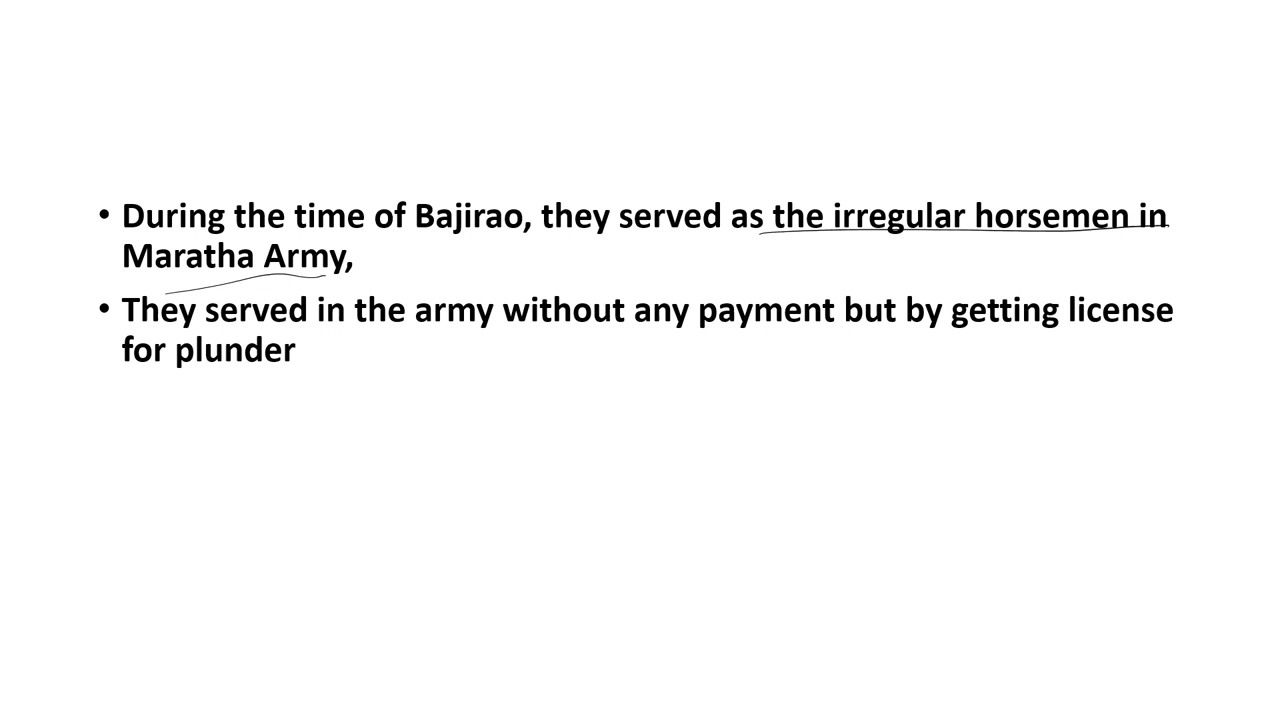 • During the time of Bajirao, they served as the irregular horsemen in
Maratha Army,
• They served in the army without any payment but by getting license
for plunder